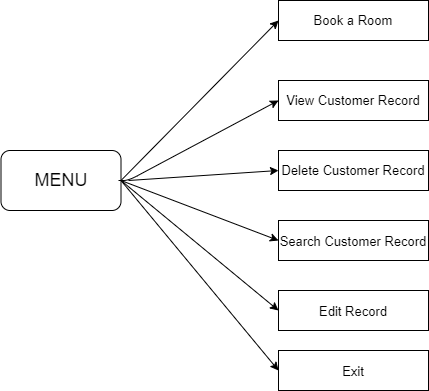 Book a Room
View Customer Record
MENU
Delete Customer Record
Search Customer Record
Edit Record
Exit